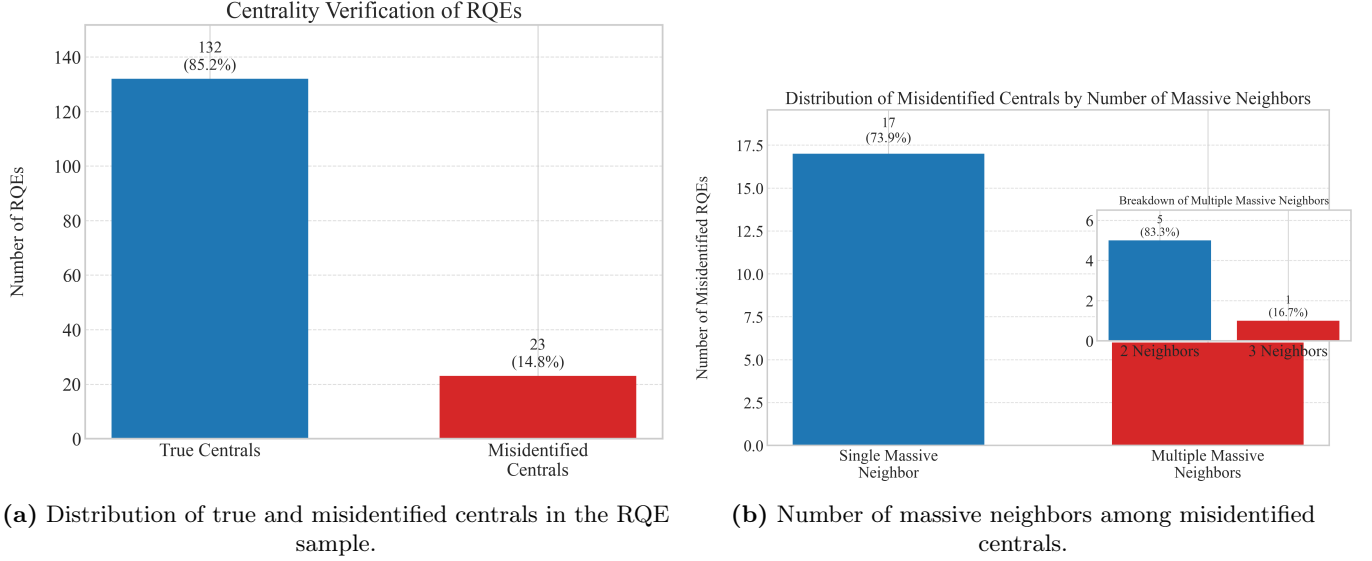 Centrality Verification of RQEs
Number of RQEs
140
120
100
80
60
40
20
0
132
(85.2%)
23
(14.8%)
True Centrals
Misidentified
Centrals
(a) Distribution of true and misidentified centrals in the RQE
sample.
Distribution of Misidentified Centrals by Number of Massive Neighbors
Number of Misidentified RQEs
17.5
15.0
12.5
10.0
7.5
5.0
2.5
0.0
17
(73.9%)
Breakdown of Multiple Massive Neighbors
6
4
2
0
5
(83.3%)
1
(16.7%)
2 Neighbors
3 Neighbors
Single Massive
Neighbor
Multiple Massive
Neighbors
(b) Number of massive neighbors among misidentified
centrals.